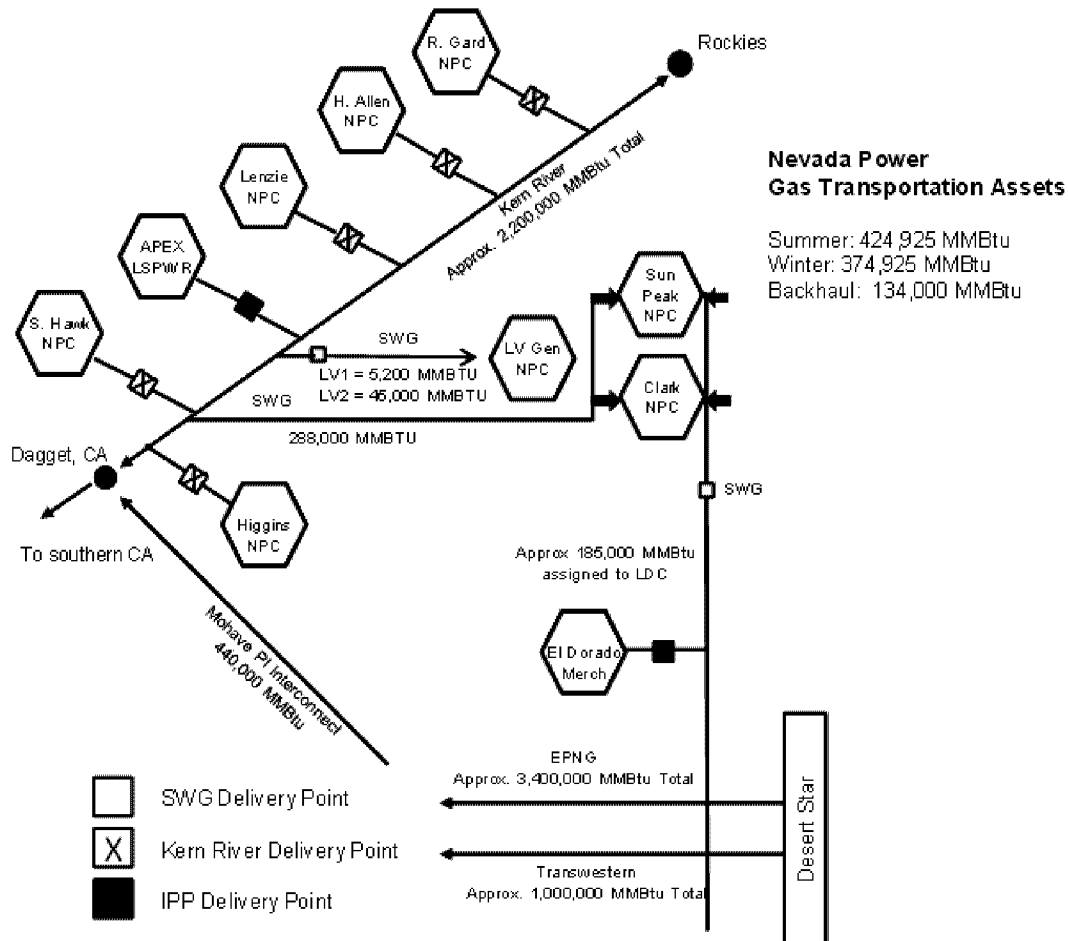 R. Gard
NPC
Rockies
H. Allen
NPC
Lenzie
NPC
Kern River
Approx. 2,200,000 MMBtu Total
Nevada Power
Gas Transportation Assets
Summer: 424,925 MMBtu
Winter: 374,925 MMBtu
Backhaul: 134,000 MMBtu
APEX
LSPWR
Sun
Peak
NPC
S. Hawk
NPC
SWG
LV1 = 5,200 MMBTU
LV2 = 45,000 MMBTU
LV Gen
NPC
Clark
NPC
SWG
288,000 MMBTU
Dagget, CA
To southern CA
Higgins
NPC
SWG
Approx 185,000 MMBtu
assigned to LDC
Mohave Pl Interconnect
440,000 MMBtu
El Dorado
Merch
EPNG
Approx. 3,400,000 MMBtu Total
Transwestern
Approx. 1,000,000 MMBtu Total
Desert Star
SWG Delivery Point
X
Kern River Delivery Point
IPP Delivery Point